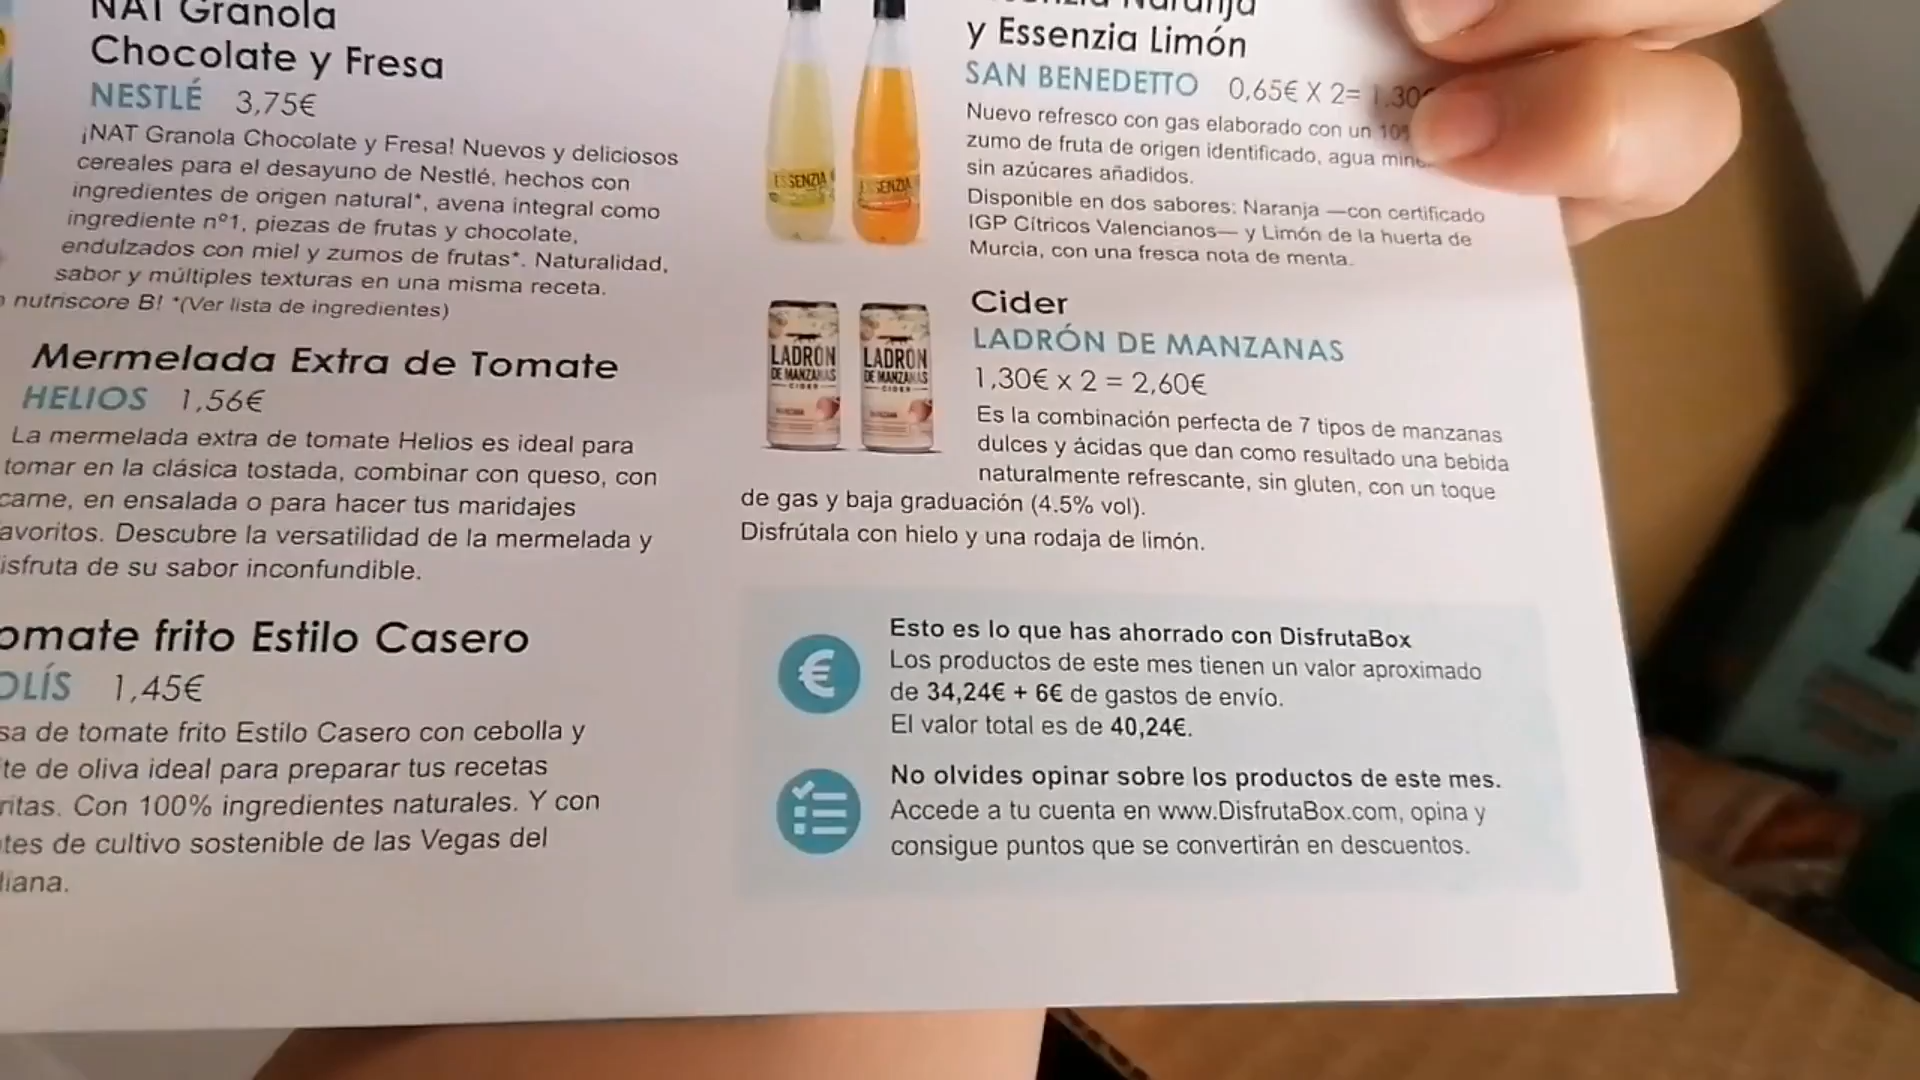 NAT Granola
Chocolate y Fresa
NESTLÉ 3,75€
¡NAT Granola Chocolate y Fresa! Nuevos y deliciosos
cereales para el desayuno de Nestlé, hechos con
ingredientes de origen natural*, avena integral como
ingrediente nº1, piezas de frutas y chocolate,
endulzados con miel y zumos de frutas*. Naturalidad,
sabor y múltiples texturas en una misma receta.
nutriscore B! *(Ver lista de ingredientes)
Mermelada Extra de Tomate
HELIOS 1,56€
La mermelada extra de tomate Helios es ideal para
tomar en la clásica tostada, combinar con queso, con
carne, en ensalada o para hacer tus maridajes
avoritos. Descubre la versatilidad de la mermelada y
isfruta de su sabor inconfundible.
omate frito Estilo Casero
OLÍS 1,45€
sa de tomate frito Estilo Casero con cebolla y
te de oliva ideal para preparar tus recetas
ritas. Con 100% ingredientes naturales. Y con
tes de cultivo sostenible de las Vegas del
diana.
Naranja
y Essenzia Limón
SAN BENEDETTO 0,65€ X 2= 1,30€
Nuevo refresco con gas elaborado con un
zumo de fruta de origen identificado, agua
sin azúcares añadidos.
Disponible en dos sabores: Naranja —con certificado
IGP Cítricos Valencianos— y Limón de la huerta de
Murcia, con una fresca nota de menta.
ESSENZIA
ESSENZIA
Cider
LADRÓN DE MANZANAS
1,30€ x 2 = 2,60€
Es la combinación perfecta de 7 tipos de manzanas
dulces y ácidas que dan como resultado una bebida
naturalmente refrescante, sin gluten, con un toque
de gas y baja graduación (4.5% vol).
Disfrútala con hielo y una rodaja de limón.
LADRÓN
DE MANZANAS
CIDER
LADRÓN
DE MANZANAS
CIDER
Esto es lo que has ahorrado con DisfrutaBox
Los productos de este mes tienen un valor aproximado
de 34,24€ + 6€ de gastos de envío.
El valor total es de 40,24€.
No olvides opinar sobre los productos de este mes.
Accede a tu cuenta en www.DisfrutaBox.com, opina y
consigue puntos que se convertirán en descuentos.